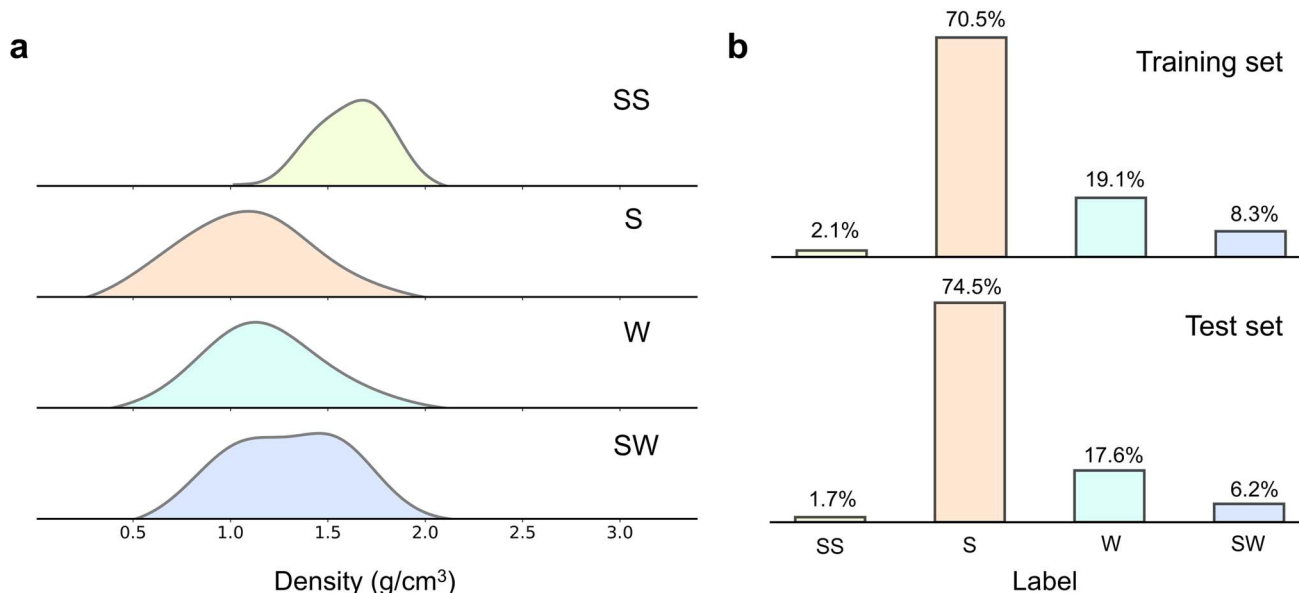 a
SS
S
W
SW
0.5 1.0 1.5 2.0 2.5 3.0
Density (g/cm³)
b
Training set
70.5%
19.1%
8.3%
2.1%
Test set
74.5%
17.6%
6.2%
1.7%
SS S W SW
Label